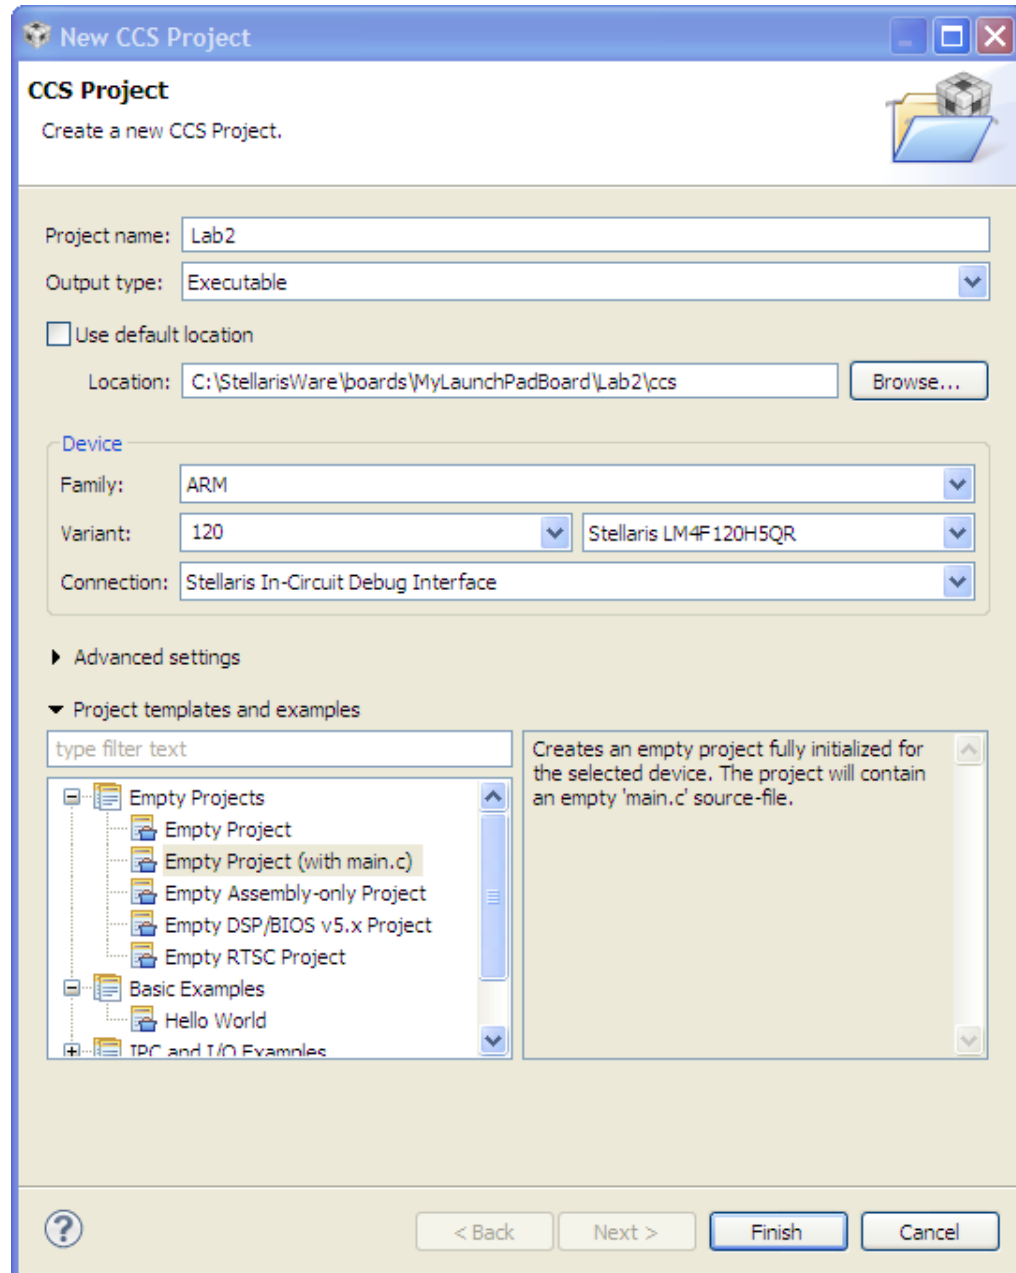 New CCS Project
CCS Project
Create a new CCS Project.
Project name: Lab2
Output type: Executable
Use default location
Location: C:\StellarisWare\boards\MyLaunchPadBoard\Lab2\ccs Browse...
Device
Family: ARM
Variant: 120 Stellaris LM4F120H5QR
Connection: Stellaris In-Circuit Debug Interface
Advanced settings
Project templates and examples
type filter text
Empty Projects
Empty Project
Empty Project (with main.c)
Empty Assembly-only Project
Empty DSP/BIOS v5.x Project
Empty RTSC Project
Basic Examples
Hello World
IPC and I/O Examples
Creates an empty project fully initialized for
the selected device. The project will contain
an empty 'main.c' source-file.
? < Back Next > Finish Cancel